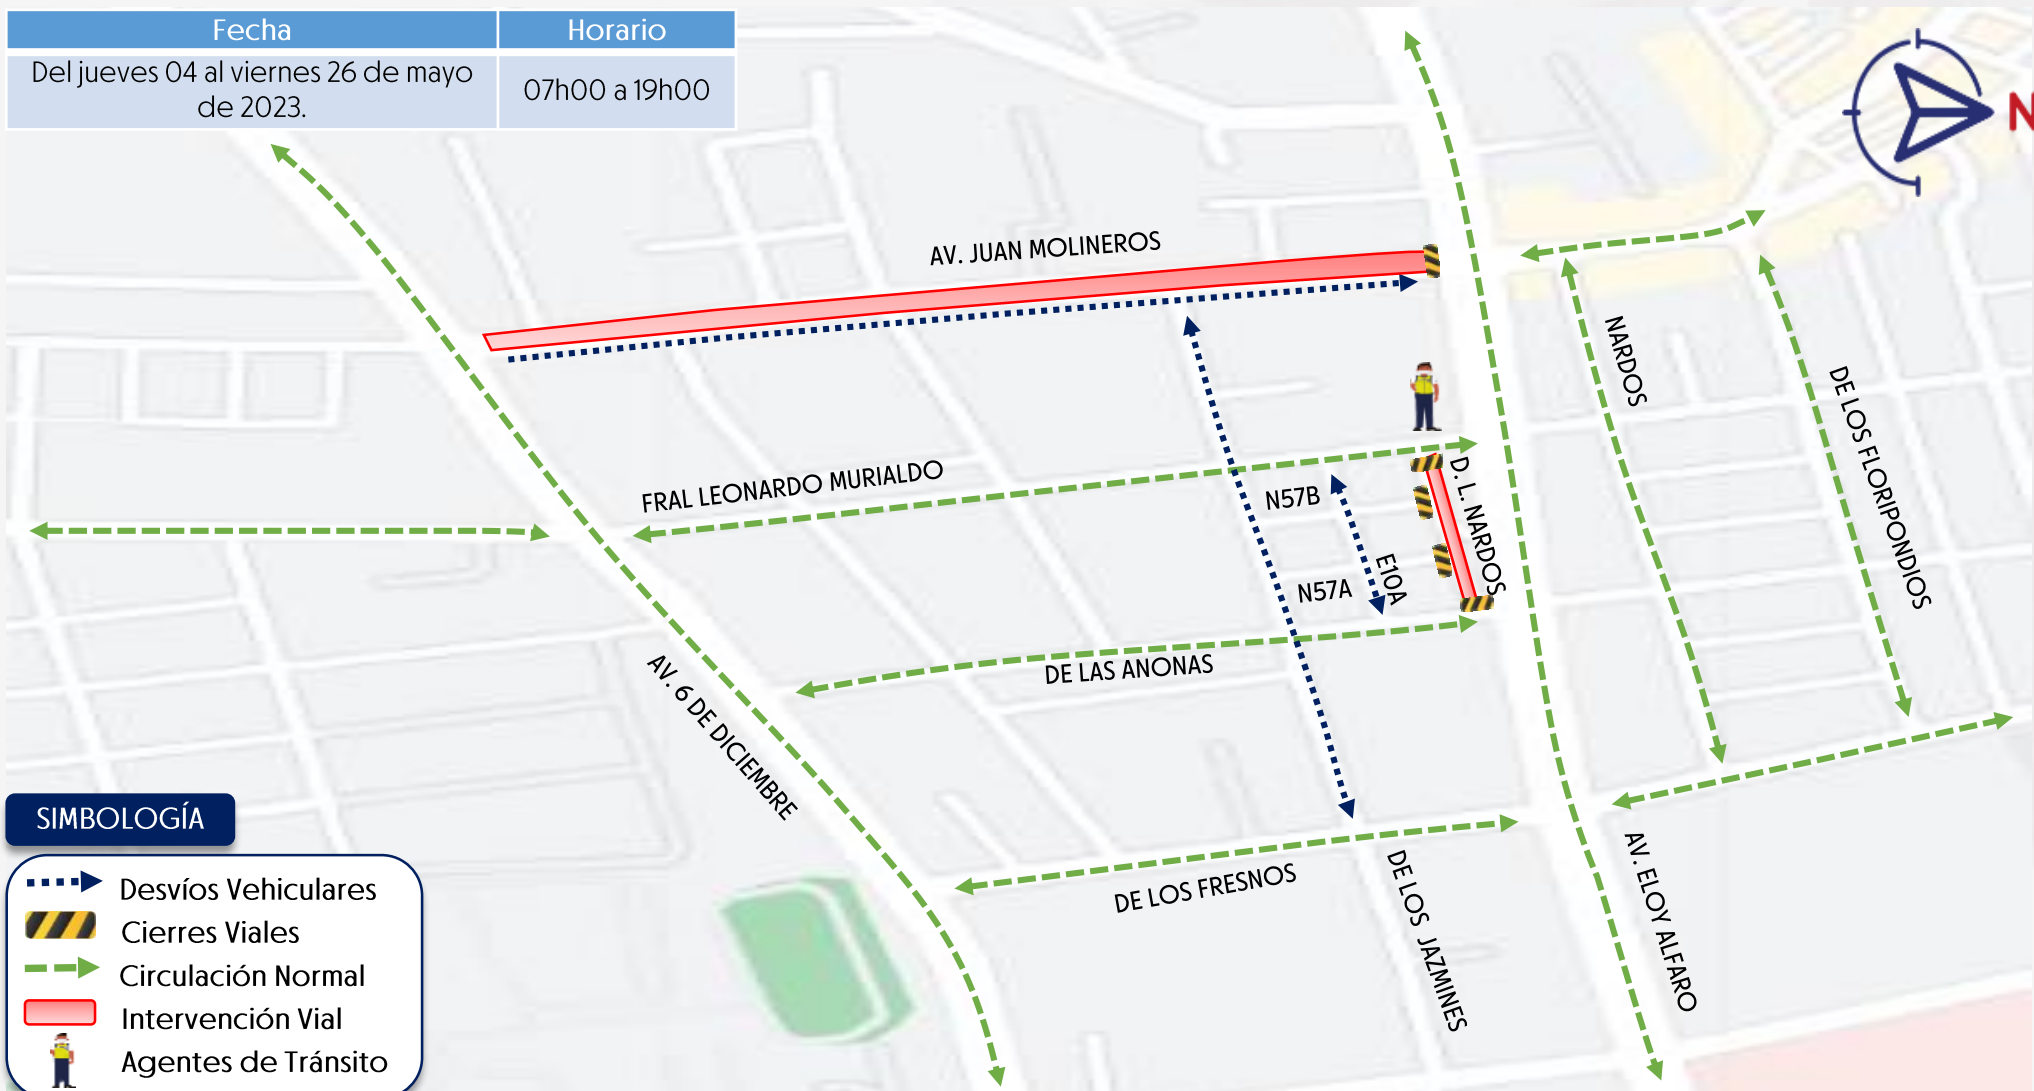 Fecha
Horario
Del jueves 04 al viernes 26 de mayo
de 2023.
07h00 a 19h00
N
AV. JUAN MOLINEROS
NARDOS
DE LOS FLORIPONDIOS
FRAL LEONARDO MURIALDO
N57B
D. L. NARDOS
E10A
N57A
DE LAS ANONAS
AV. 6 DE DICIEMBRE
DE LOS FRESNOS
DE LOS JAZMINES
AV. ELOY ALFARO
SIMBOLOGÍA
Desvíos Vehiculares
Cierres Viales
Circulación Normal
Intervención Vial
Agentes de Tránsito